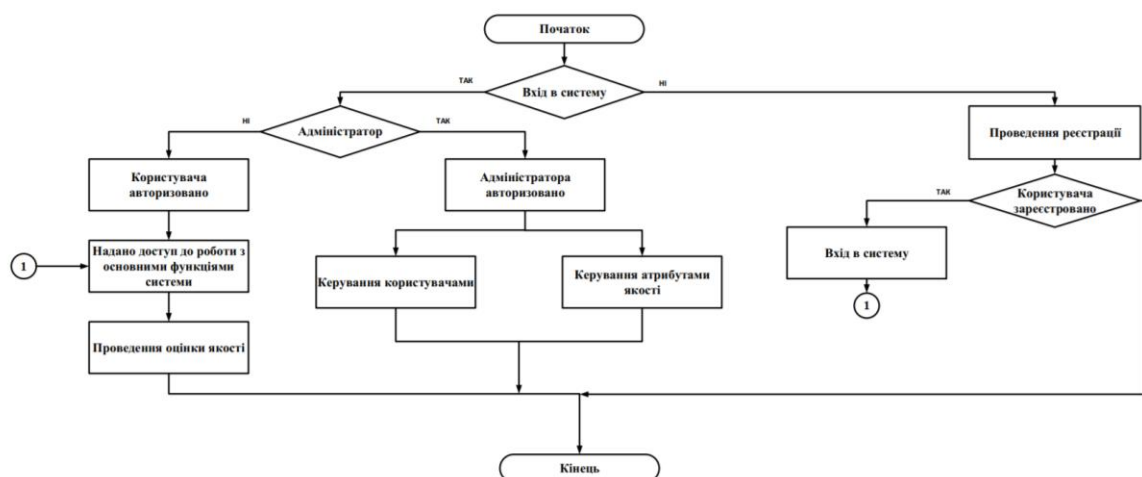 Початок
ТАК
НІ
Вхід в систему
НІ
Адміністратор
ТАК
Проведення реєстрації
Користувача
авторизовано
Адміністратора
авторизовано
ТАК
Користувача
зареєстровано
1
Надано доступ до роботи з
основними функціями
системи
Керування користувачами
Керування атрибутами
якості
Вхід в систему
1
Проведення оцінки якості
Кінець